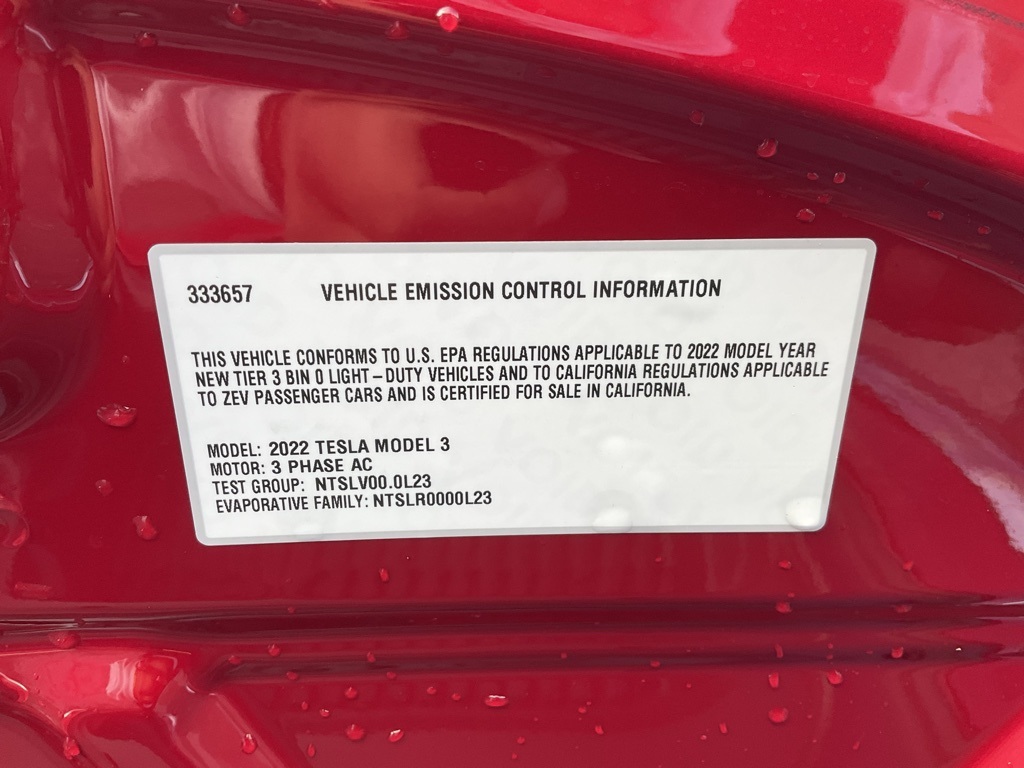 333657 VEHICLE EMISSION CONTROL INFORMATION
THIS VEHICLE CONFORMS TO U.S. EPA REGULATIONS APPLICABLE TO 2022 MODEL YEAR
NEW TIER 3 BIN 0 LIGHT – DUTY VEHICLES AND TO CALIFORNIA REGULATIONS APPLICABLE
TO ZEV PASSENGER CARS AND IS CERTIFIED FOR SALE IN CALIFORNIA.
MODEL: 2022 TESLA MODEL 3
MOTOR: 3 PHASE AC
TEST GROUP: NTSLV00.0L23
EVAPORATIVE FAMILY: NTSLR0000L23